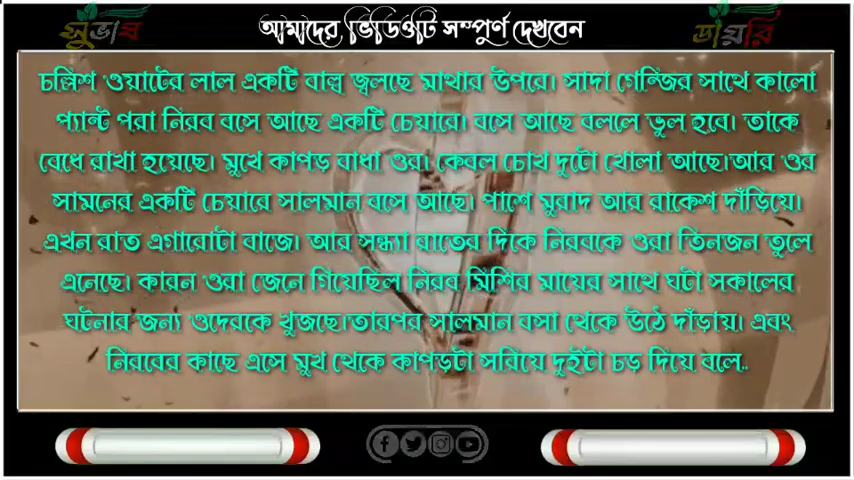 সুভাষ
আমাদের ভিডিওটি সম্পুর্ণ দেখবেন
ডায়রি
চল্লিশ ওয়াটের লাল একটি বাল্ব জ্বলছে মাথার উপরে। সাদা গেন্জির সাথে কালো
প্যান্ট পরা নিরব বসে আছে একটি চেয়ারে। বসে আছে বললে ভুল হবে। তাকে
বেধে রাখা হয়েছে। মুখে কাপড় বাধা ওর। কেবল চোখ দুটো খোলা আছে।আর ওর
সামনের একটি চেয়ারে সালমান বসে আছে। পাশে মুরাদ আর রাকেশ দাঁড়িয়ে।
এখন রাত এগারোটা বাজে। আর সন্ধ্যা রাতের দিকে নিরবকে ওরা তিনজন তুলে
এনেছে। কারন ওরা জেনে গিয়েছিল নিরব মিশির মায়ের সাথে ঘটা সকালের
ঘটনার জন্য ওদেরকে খুঁজছে।তারপর সালমান বসা থেকে উঠে দাঁড়ায়। এবং
নিরবের কাছে এসে মুখ থেকে কাপড়টা সরিয়ে দুইটা চড় দিয়ে বলে..